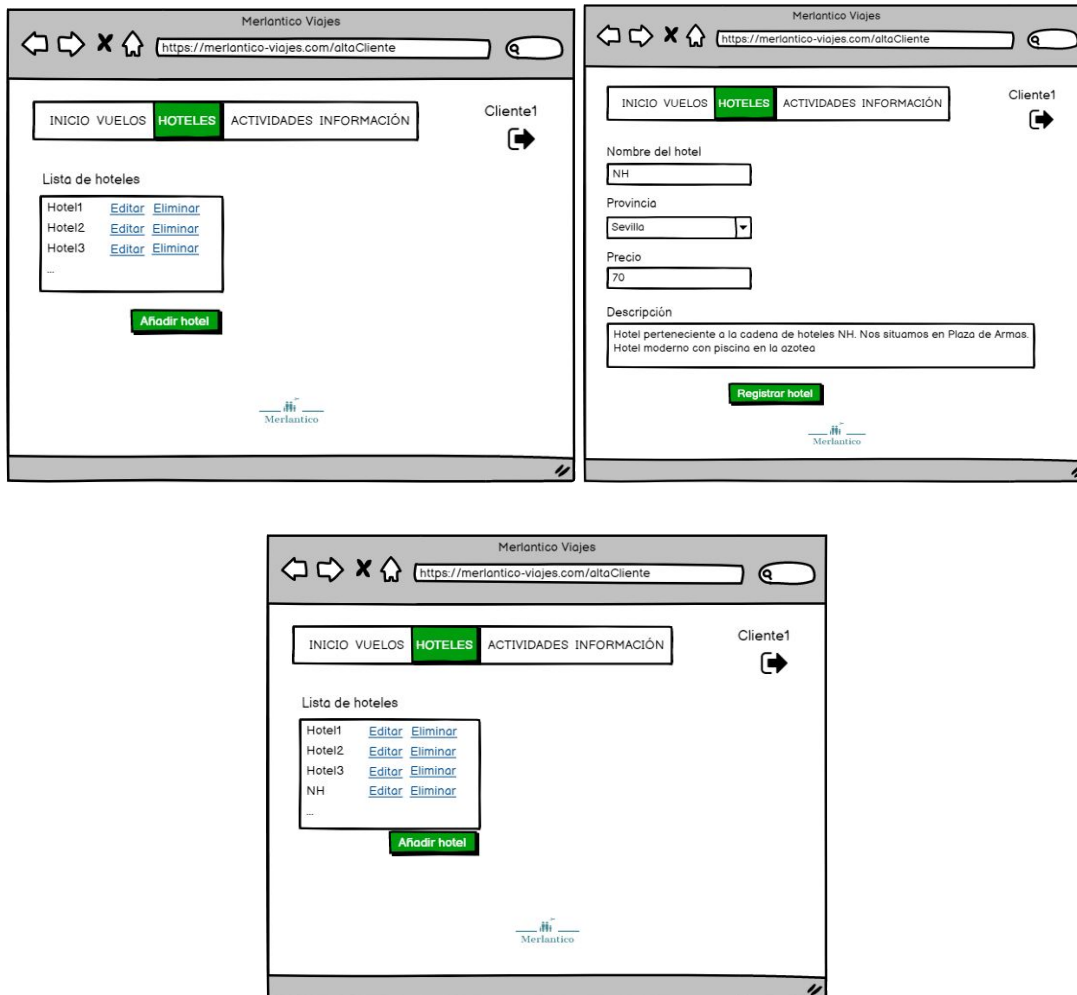 Merlantico Viajes
https://merlantico-viajes.com/altaCliente
INICIO VUELOS HOTELES ACTIVIDADES INFORMACIÓN
Cliente1
Lista de hoteles
Hotel1 Editar Eliminar
Hotel2 Editar Eliminar
Hotel3 Editar Eliminar
...
Añadir hotel
Merlantico
Merlantico Viajes
https://merlantico-viajes.com/altaCliente
INICIO VUELOS HOTELES ACTIVIDADES INFORMACIÓN
Cliente1
Nombre del hotel
NH
Provincia
Sevilla
Precio
70
Descripción
Hotel perteneciente a la cadena de hoteles NH. Nos situamos en Plaza de Armas.
Hotel moderno con piscina en la azotea
Registrar hotel
Merlantico
Merlantico Viajes
https://merlantico-viajes.com/altaCliente
INICIO VUELOS HOTELES ACTIVIDADES INFORMACIÓN
Cliente1
Lista de hoteles
Hotel1 Editar Eliminar
Hotel2 Editar Eliminar
Hotel3 Editar Eliminar
NH Editar Eliminar
...
Añadir hotel
Merlantico